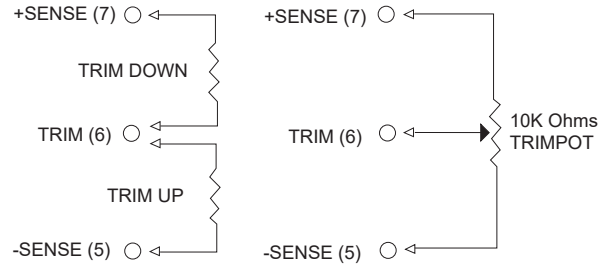 +SENSE (7)
TRIM DOWN
TRIM (6)
TRIM UP
-SENSE (5)
+SENSE (7)
TRIM (6)
10K Ohms
TRIMPOT
-SENSE (5)